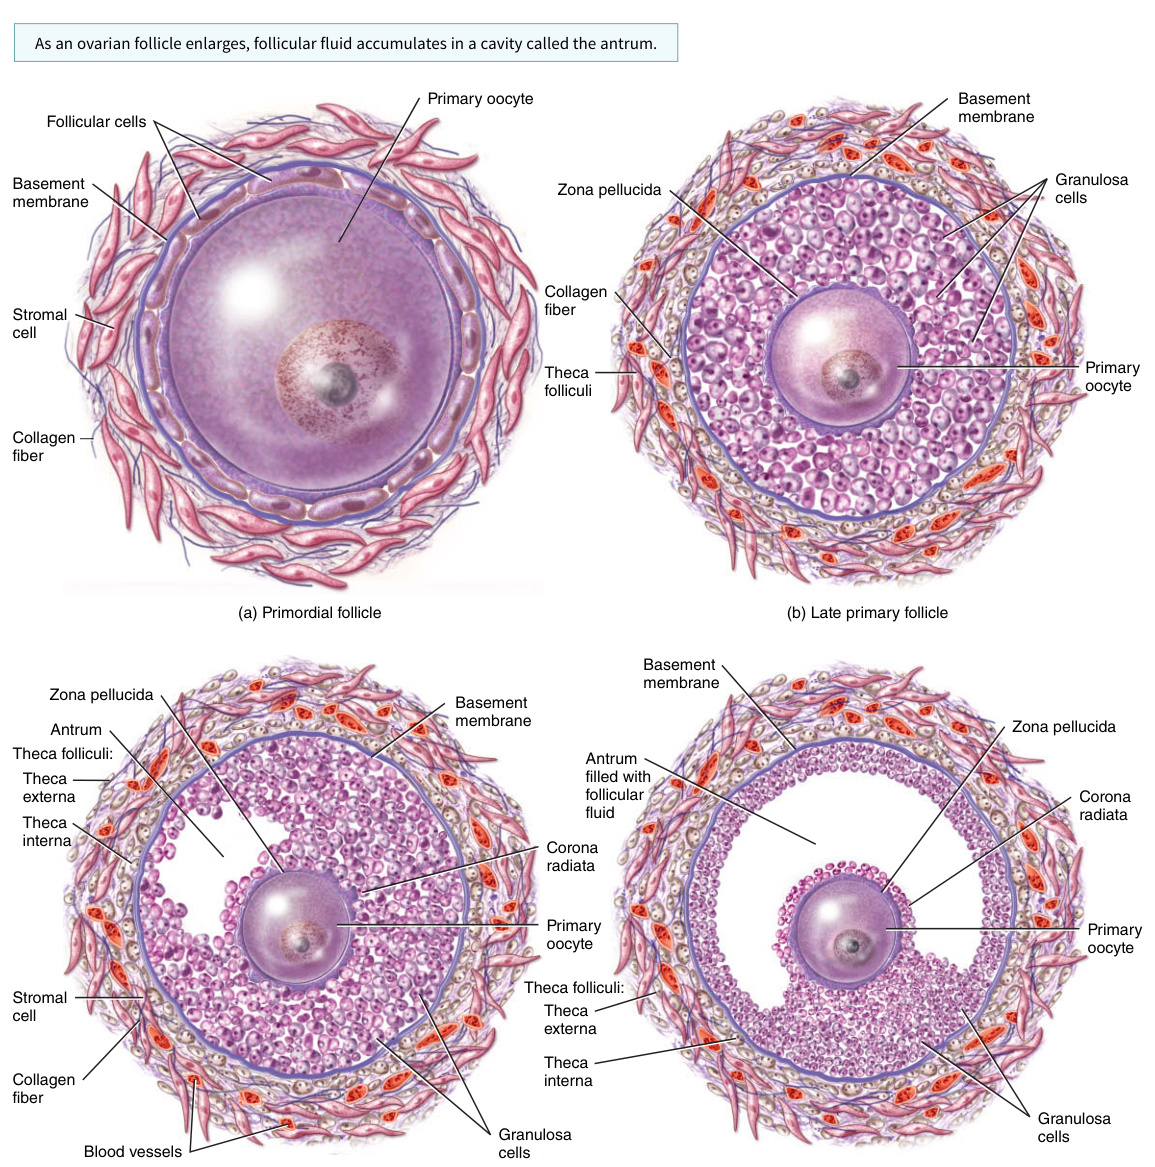 As an ovarian follicle enlarges, follicular fluid accumulates in a cavity called the antrum.
Primary oocyte
Follicular cells
Basement
membrane
Stromal
cell
Collagen
fiber
(a) Primordial follicle
Basement
membrane
Zona pellucida
Granulosa
cells
Collagen
fiber
Theca
folliculi
Primary
oocyte
(b) Late primary follicle
Zona pellucida
Antrum
Theca folliculi:
Theca
externa
Theca
interna
Basement
membrane
Corona
radiata
Primary
oocyte
Stromal
cell
Collagen
fiber
Blood vessels
Granulosa
cells
Basement
membrane
Zona pellucida
Antrum
filled with
follicular
fluid
Corona
radiata
Primary
oocyte
Theca folliculi:
Theca
externa
Theca
interna
Granulosa
cells